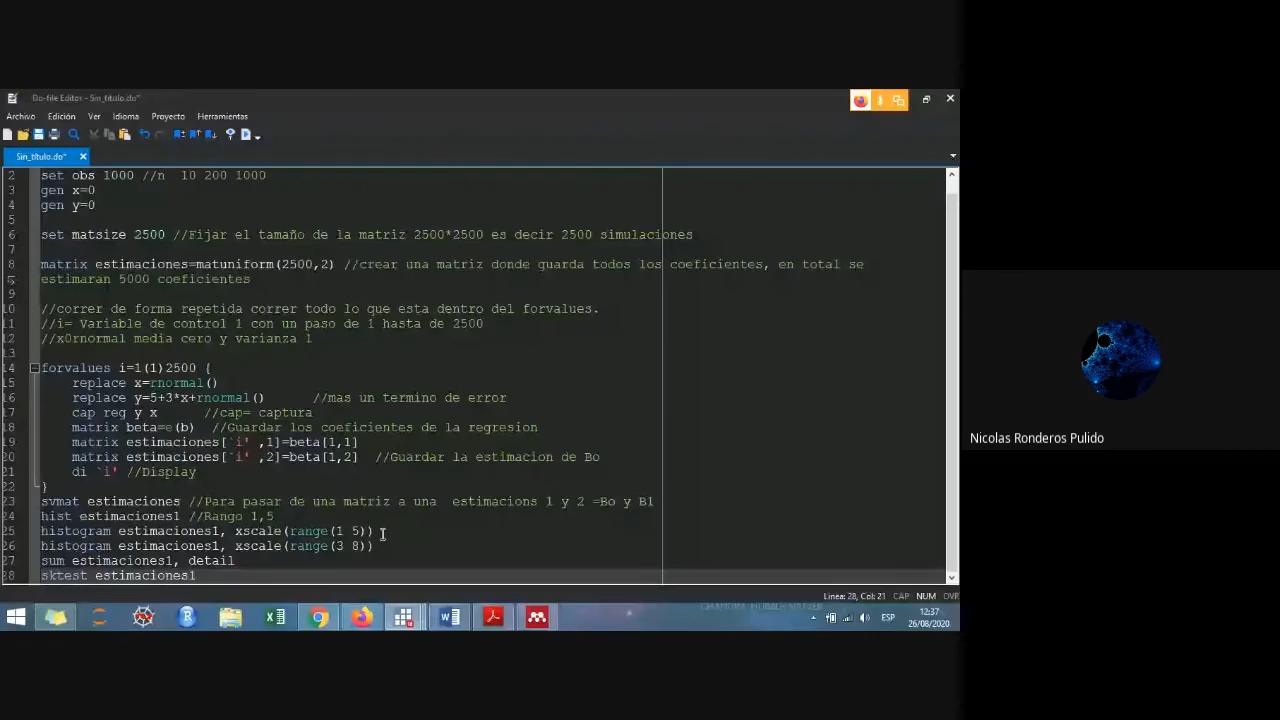 Do-file Editor - Sin_título.do*
Archivo Edición Ver Idioma Proyecto Herramientas
Sin_título.do*
2 set obs 1000 //n 10 200 1000
3 gen x=0
4 gen y=0
5
6 set matsize 2500 //Fijar el tamaño de la matriz 2500*2500 es decir 2500 simulaciones
7
8 matrix estimaciones=matuniform(2500,2) //crear una matriz donde guarda todos los coeficientes, en total se
estimaran 5000 coeficientes
9
10 //correr de forma repetida correr todo lo que esta dentro del forvalues.
11 //i= Variable de control 1 con un paso de 1 hasta de 2500
12 //x0rnormal media cero y varianza 1
13
14 forvalues i=1(1)2500 {
15 replace x=rnormal()
16 replace y=5+3*x+rnormal() //mas un termino de error
17 cap reg y x //cap= captura
18 matrix beta=e(b) //Guardar los coeficientes de la regresion
19 matrix estimaciones[`i' ,1]=beta[1,1]
20 matrix estimaciones[`i' ,2]=beta[1,2] //Guardar la estimacion de Bo
21 di `i' //Display
22 }
23 svmat estimaciones //Para pasar de una matriz a una estimacions 1 y 2 =Bo y B1
24 hist estimaciones1 //Rango 1,5
25 histogram estimaciones1, xscale(range(1 5))
26 histogram estimaciones1, xscale(range(3 8))
27 sum estimaciones1, detail
28 sktest estimaciones1
Línea: 28, Col: 21 CAP NUM OVR
ESP
12:37
26/08/2020
Nicolas Ronderos Pulido